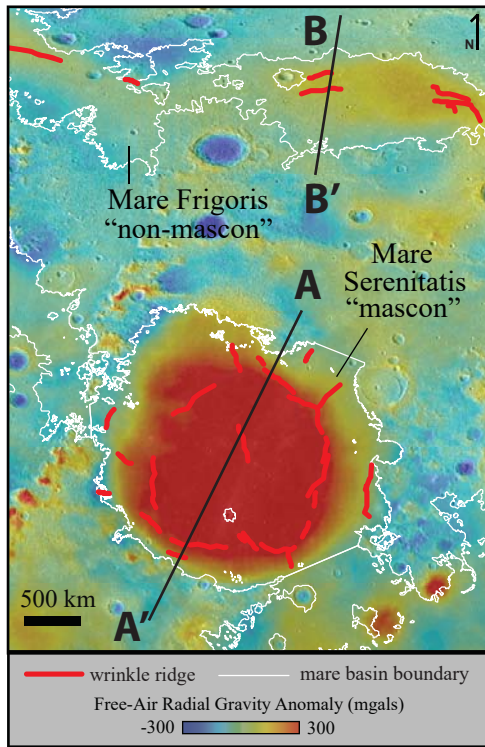 B
N
Mare Frigoris
“non-mascon”
B'
Mare
Serenitatis
“mascon”
A
500 km
A'
wrinkle ridge
mare basin boundary
Free-Air Radial Gravity Anomaly (mgals)
-300
300